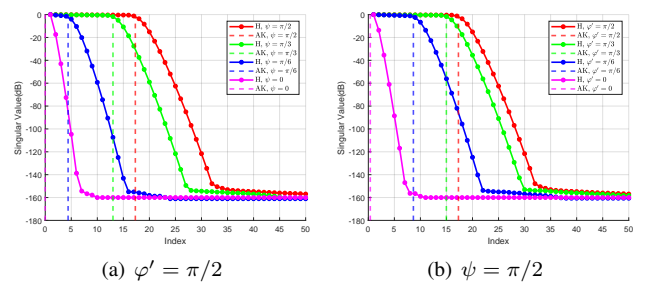 0
-20
-40
-60
-80
-100
-120
-140
-160
-180
Singular Value(dB)
0 5 10 15 20 25 30 35 40 45 50
Index
H, ψ = π/2
AK, ψ = π/2
H, ψ = π/3
AK, ψ = π/3
H, ψ = π/6
AK, ψ = π/6
H, ψ = 0
AK, ψ = 0
(a) φ′ = π/2
0
-20
-40
-60
-80
-100
-120
-140
-160
-180
Singular Value(dB)
0 5 10 15 20 25 30 35 40 45 50
Index
H, φ′ = π/2
AK, φ′ = π/2
H, φ′ = π/3
AK, φ′ = π/3
H, φ′ = π/6
AK, φ′ = π/6
H, φ′ = 0
AK, φ′ = 0
(b) ψ = π/2